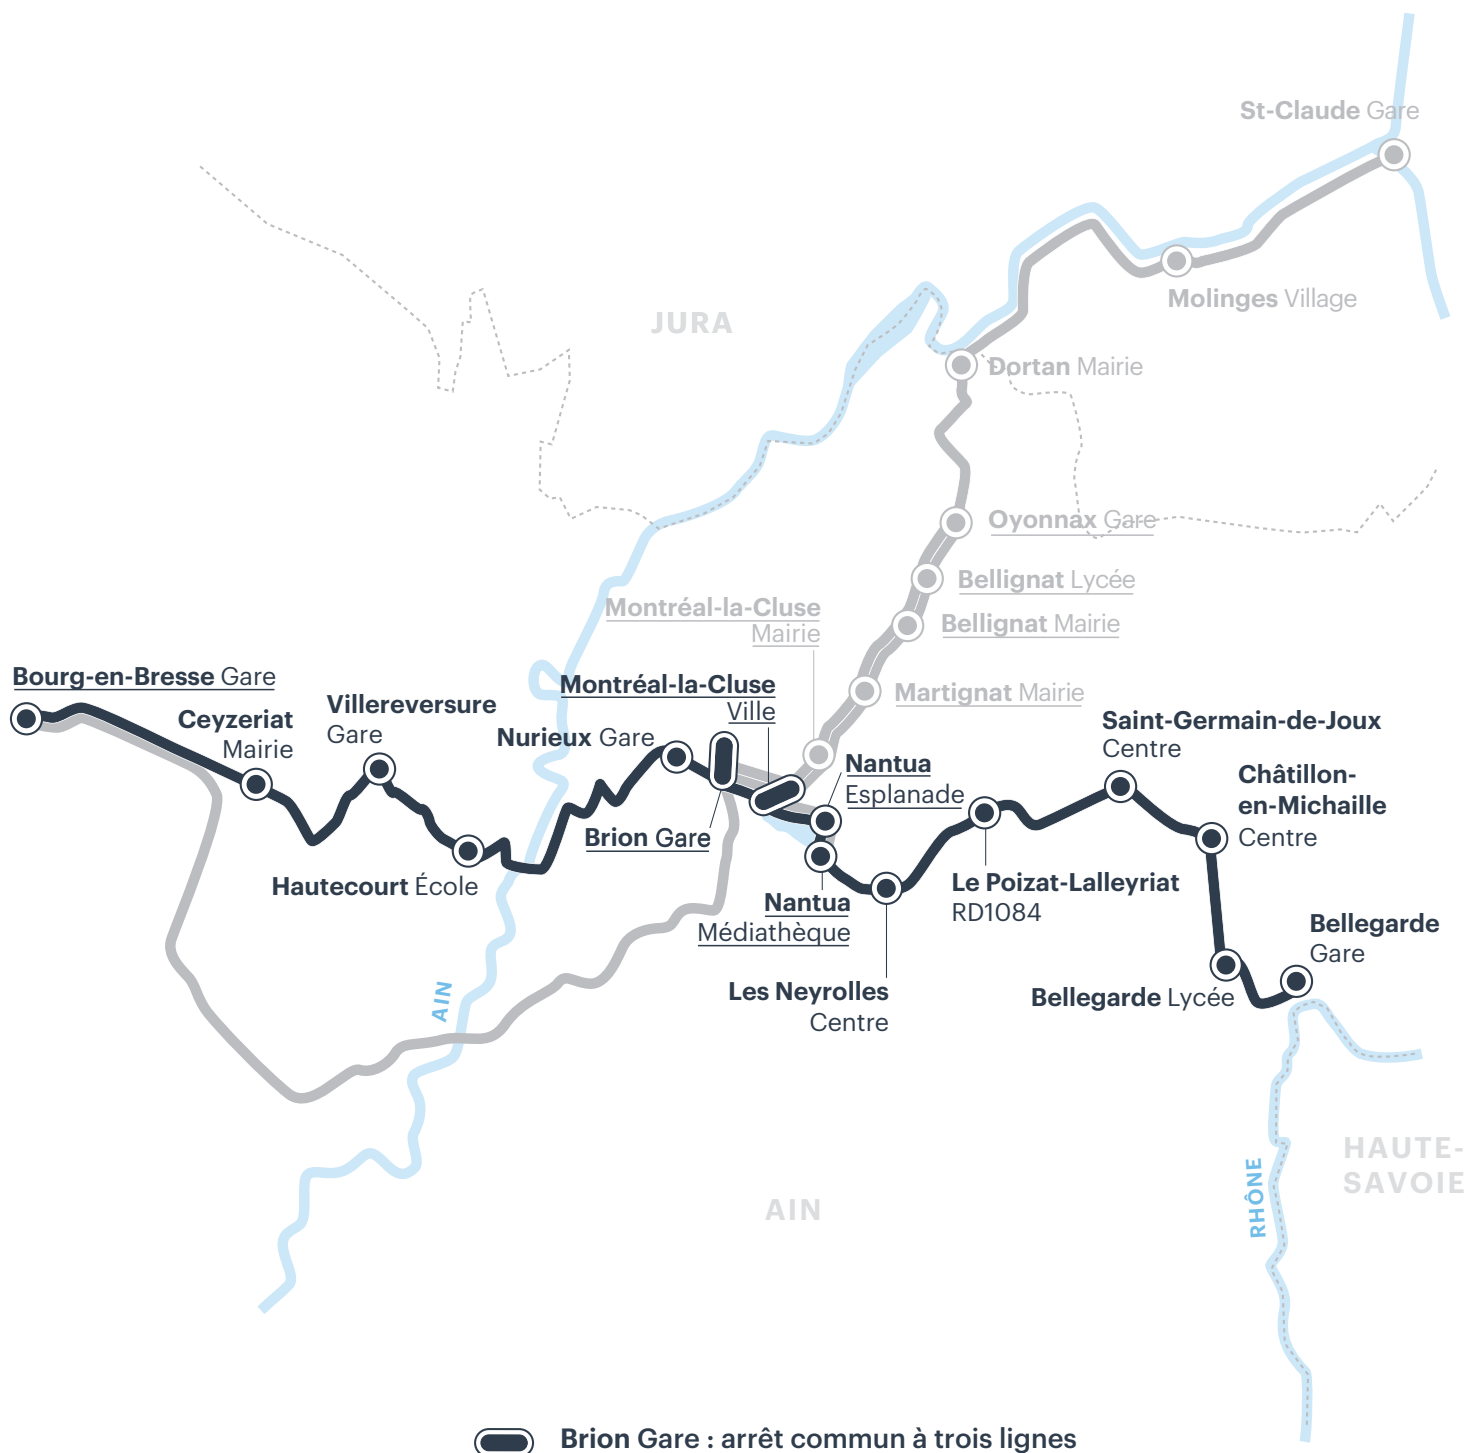 St-Claude Gare
Molinges Village
JURA
Dortan Mairie
Oyonnax Gare
Bellignat Lycée
Montréal-la-Cluse
Mairie
Bellignat Mairie
Martignat Mairie
Bourg-en-Bresse Gare
Ceyzeriat
Mairie
Villereversure
Gare
Hautecourt École
Nurieux Gare
Montréal-la-Cluse
Ville
Brion Gare
Nantua
Esplanade
Nantua
Médiathèque
Les Neyrolles
Centre
Le Poizat-Lalleyriat
RD1084
Saint-Germain-de-Joux
Centre
Châtillon-
en-Michaille
Centre
Bellegarde Lycée
Bellegarde
Gare
AIN
AIN
RHÔNE
HAUTE-
SAVOIE
Brion Gare : arrêt commun à trois lignes